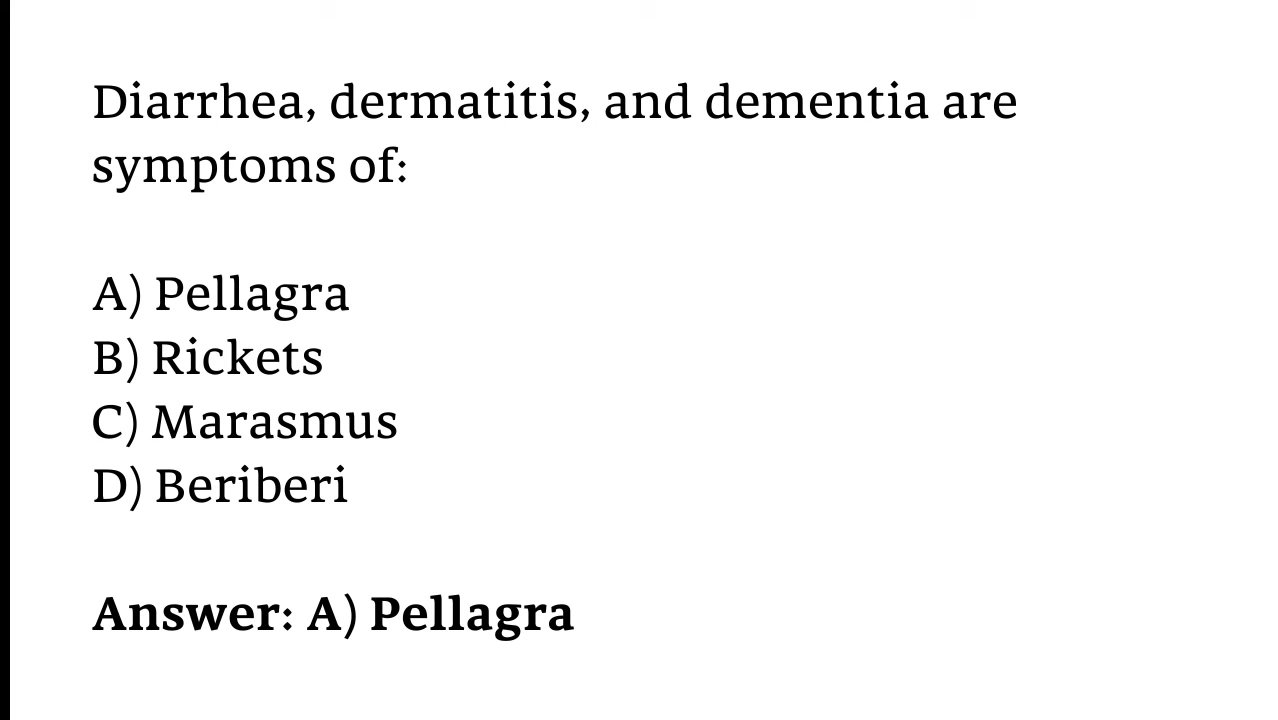 Diarrhea, dermatitis, and dementia are
symptoms of:
A) Pellagra
B) Rickets
C) Marasmus
D) Beriberi
Answer: A) Pellagra